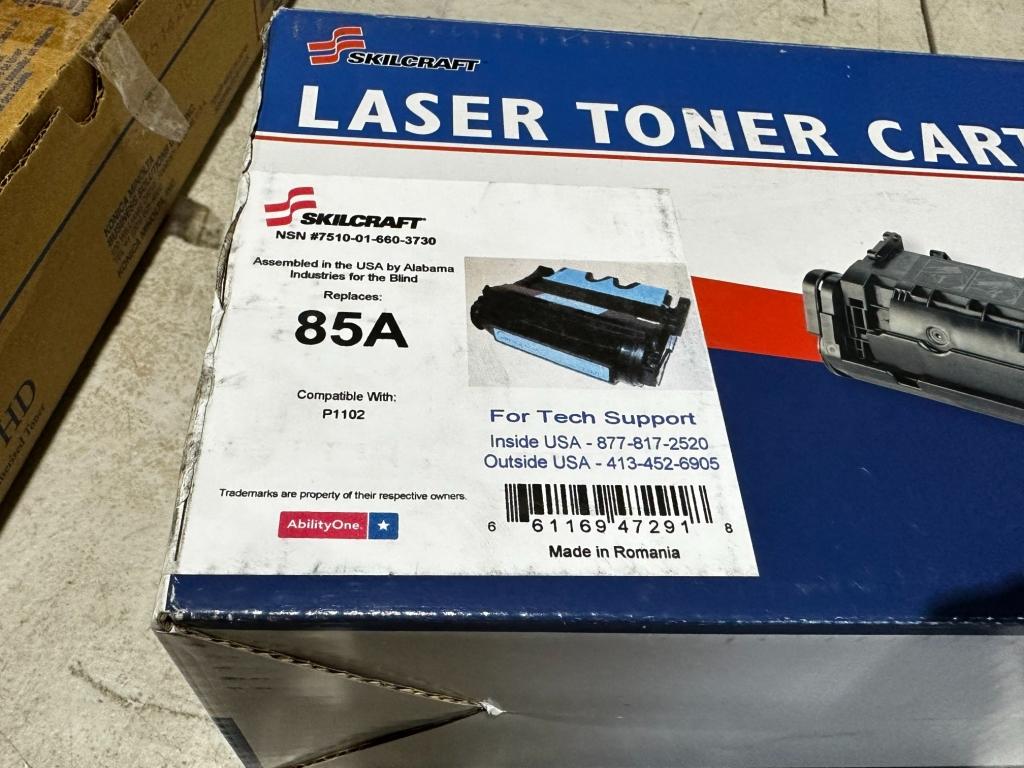 SKILCRAFT
LASER TONER CART
SKILCRAFT
NSN #7510-01-660-3730
Assembled in the USA by Alabama
Industries for the Blind
Replaces:
85A
Compatible With:
P1102
For Tech Support
Inside USA - 877-817-2520
Outside USA - 413-452-6905
Trademarks are property of their respective owners.
AbilityOne
6 61169 47291 8
Made in Romania
KONICA MINOLTA
HD